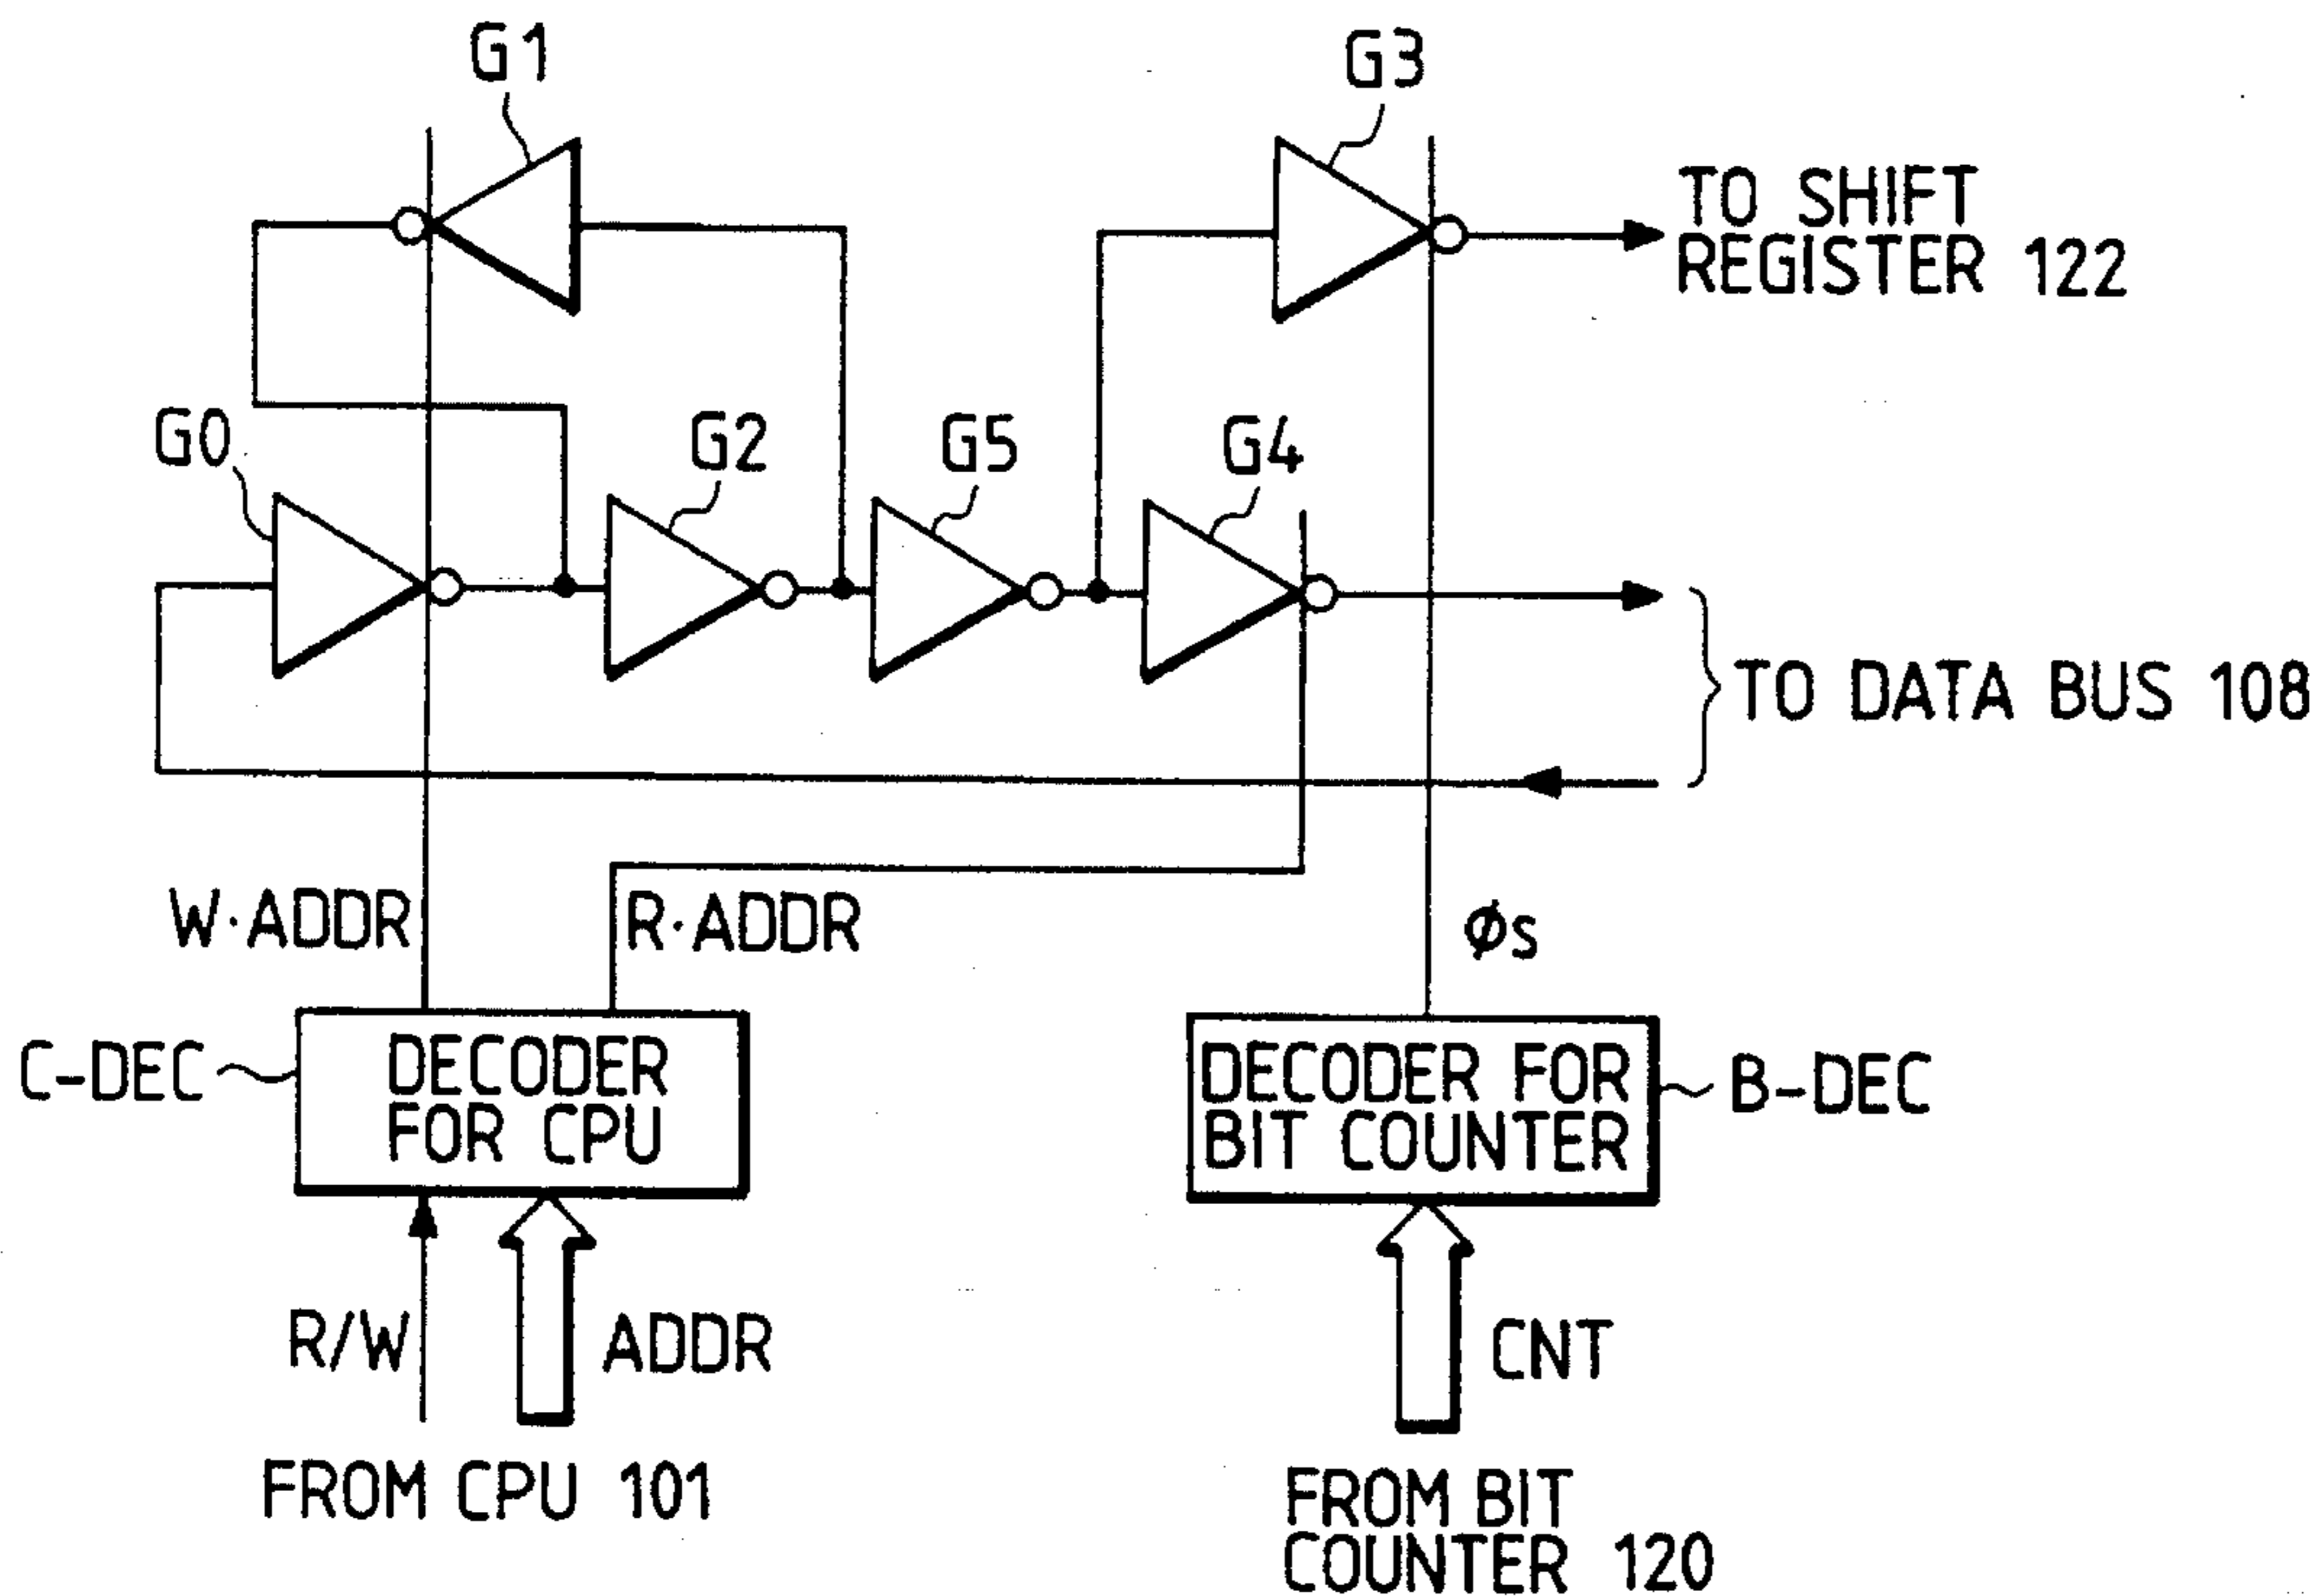 G1
G3
TO SHIFT
REGISTER 122
G0
G2
G5
G4
TO DATA BUS 108
W·ADDR
R·ADDR
φs
C-DEC
DECODER
FOR CPU
DECODER FOR
BIT COUNTER
B-DEC
R/W
ADDR
CNT
FROM CPU 101
FROM BIT
COUNTER 120